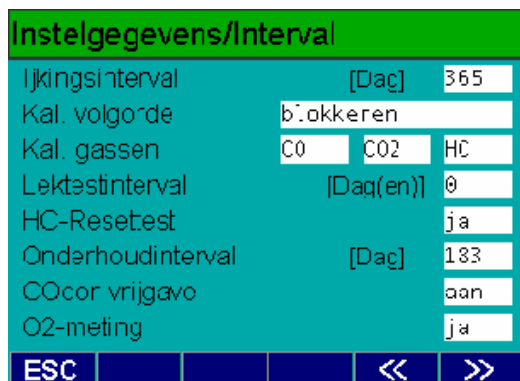 Instelgegevens/Interval
Ijkingsinterval [Dag] 365
Kal. volgorde blokkeren
Kal. gassen CO CO2 HC
Lektestinterval [Dag(en)] 0
HC-Resettest ja
Onderhoudinterval [Dag] 183
COcor vrijgave aan
O2-meting ja
ESC << >>